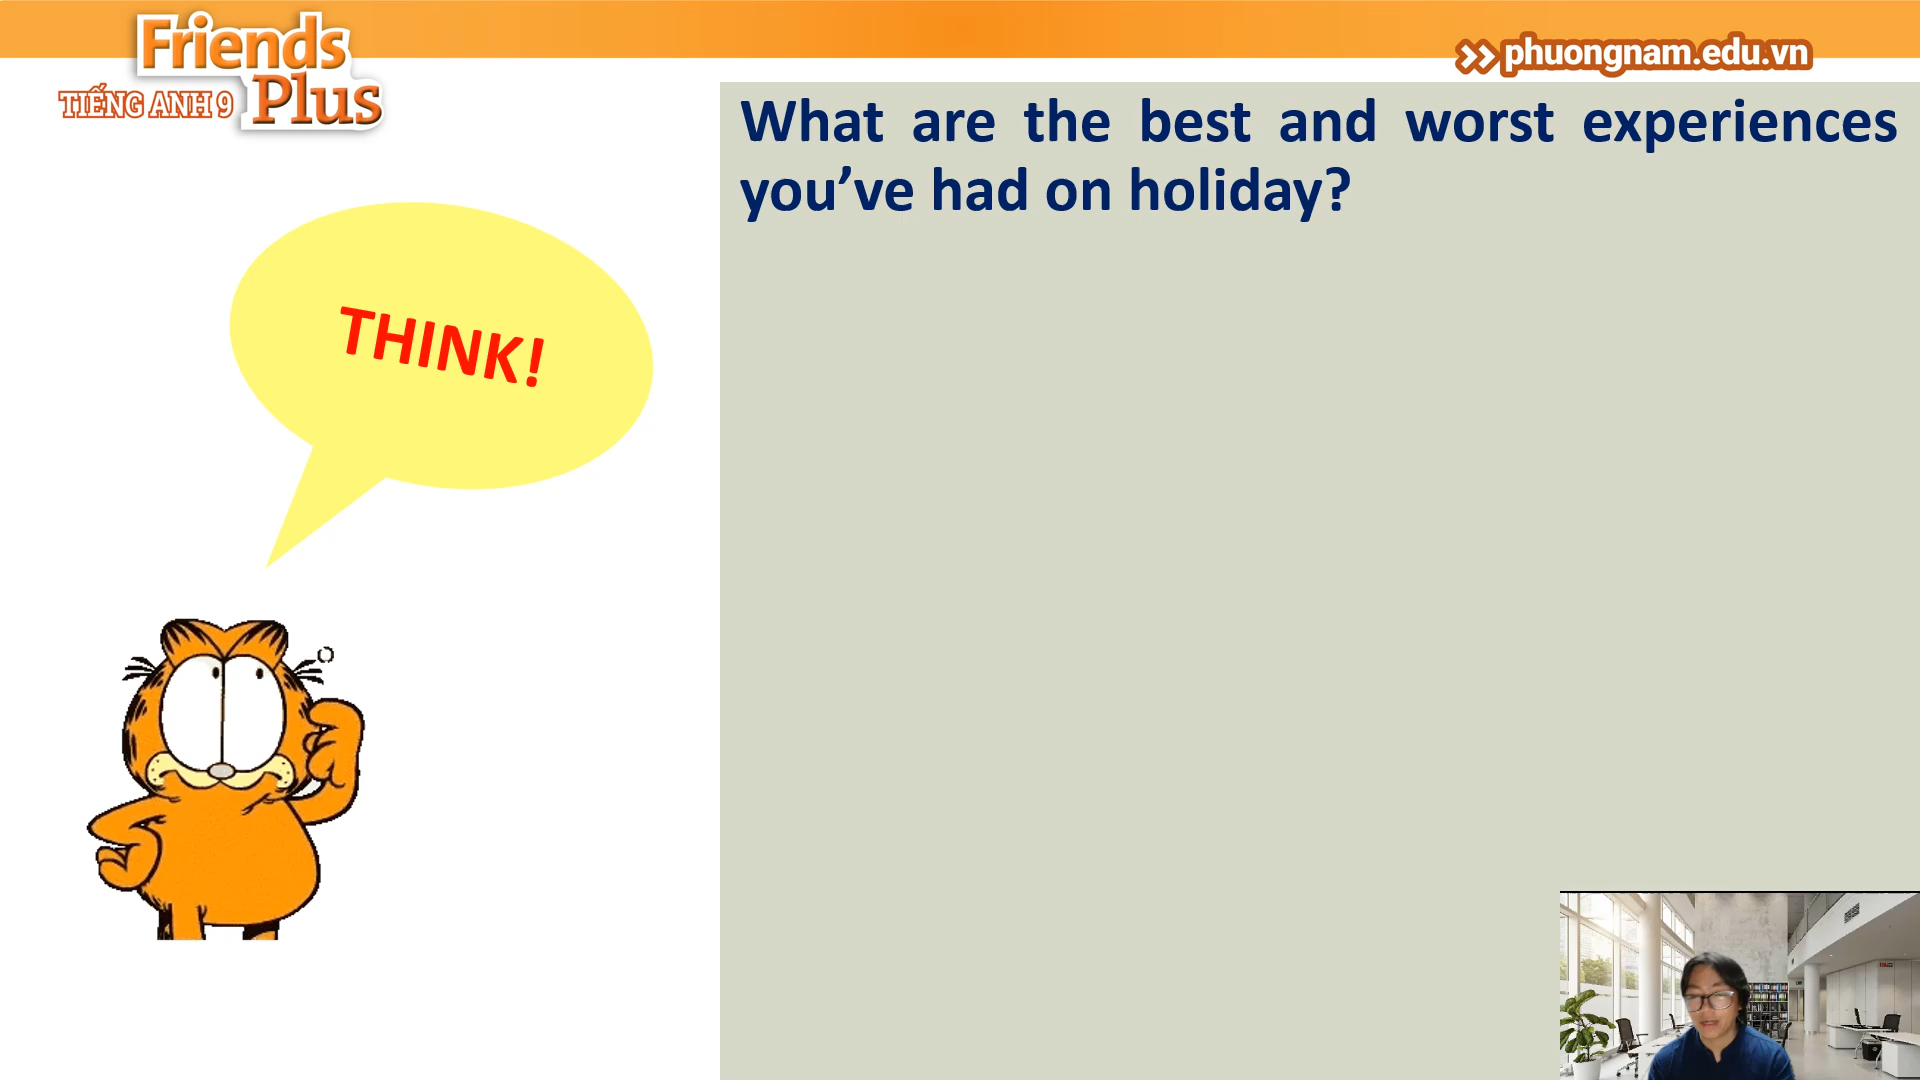 Friends
Plus
TIẾNG ANH 9
phuongnam.edu.vn
What are the best and worst experiences
you’ve had on holiday?
THINK!